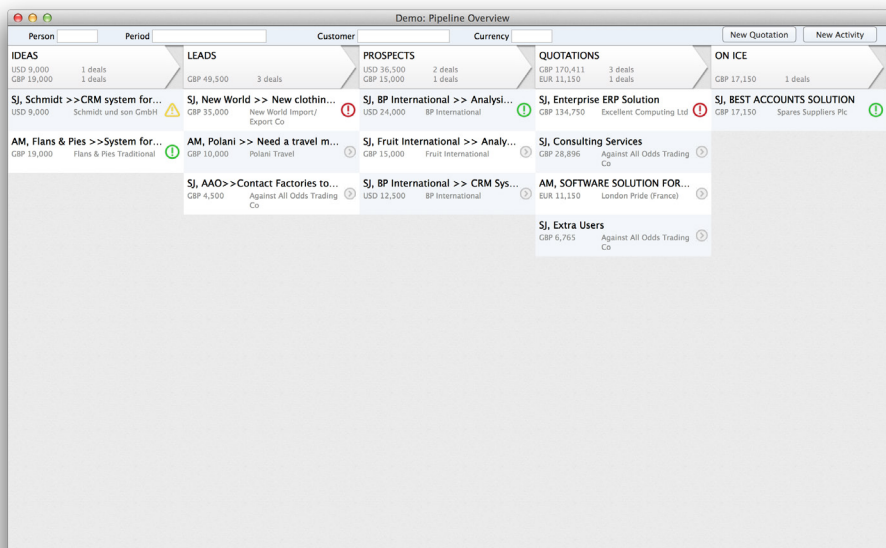 Demo: Pipeline Overview
Person Period Customer Currency New Quotation New Activity
IDEAS
USD 9,000 1 deals
GBP 19,000 1 deals
SJ, Schmidt >>CRM system for...
USD 9,000 Schmidt und son GmbH
AM, Flans & Pies >>System for...
GBP 19,000 Flans & Pies Traditional
LEADS
GBP 49,500 3 deals
SJ, New World >> New clothin...
GBP 35,000 New World Import/
Export Co
AM, Polani >> Need a travel m...
GBP 10,000 Polani Travel
SJ, AAO>>Contact Factories to...
GBP 4,500 Against All Odds Trading
Co
PROSPECTS
USD 36,500 2 deals
GBP 15,000 1 deals
SJ, BP International >> Analysi...
USD 24,000 BP International
SJ, Fruit International >> Analy...
GBP 15,000 Fruit International
SJ, BP International >> CRM Sys...
USD 12,500 BP International
QUOTATIONS
GBP 170,411 3 deals
EUR 11,150 1 deals
SJ, Enterprise ERP Solution
GBP 134,750 Excellent Computing Ltd
SJ, Consulting Services
GBP 28,896 Against All Odds Trading
Co
AM, SOFTWARE SOLUTION FOR...
EUR 11,150 London Pride (France)
SJ, Extra Users
GBP 6,765 Against All Odds Trading
Co
ON ICE
GBP 17,150 1 deals
SJ, BEST ACCOUNTS SOLUTION
GBP 17,150 Spares Suppliers Plc